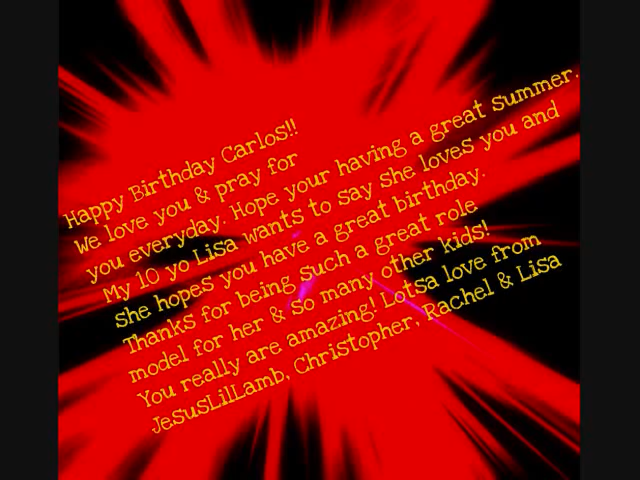 Happy Birthday Carlos!!
We love you & pray for
you everyday. Hope your having a great summer.
My 10 yo Lisa wants to say she loves you and
she hopes you have a great birthday.
Thanks for being such a great role
model for her & so many other kids!
You really are amazing! Lotsa love from
JesusLilLamb, Christopher, Rachel & Lisa